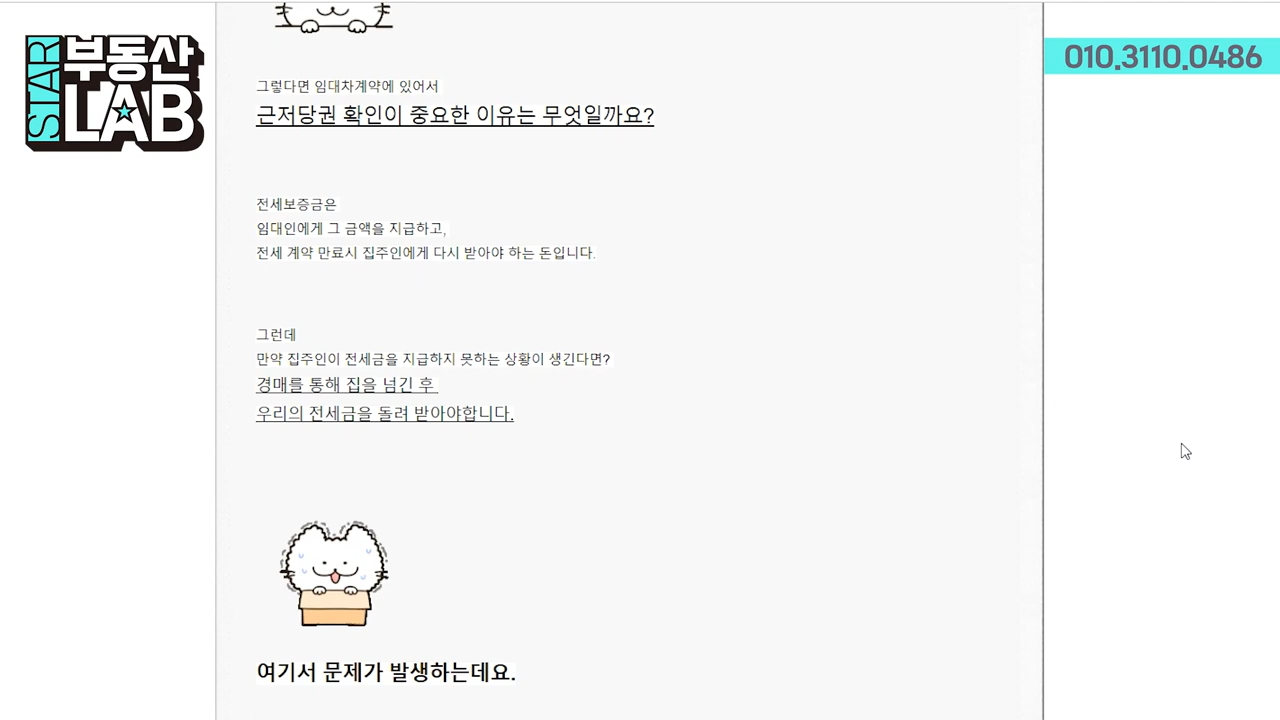 STAR
부동산
LAB
010.3110.0486
그렇다면 임대차계약에 있어서
근저당권 확인이 중요한 이유는 무엇일까요?
전세보증금은
임대인에게 그 금액을 지급하고,
전세 계약 만료시 집주인에게 다시 받아야 하는 돈입니다.
그런데
만약 집주인이 전세금을 지급하지 못하는 상황이 생긴다면?
경매를 통해 집을 넘긴 후
우리의 전세금을 돌려 받아야합니다.
여기서 문제가 발생하는데요.